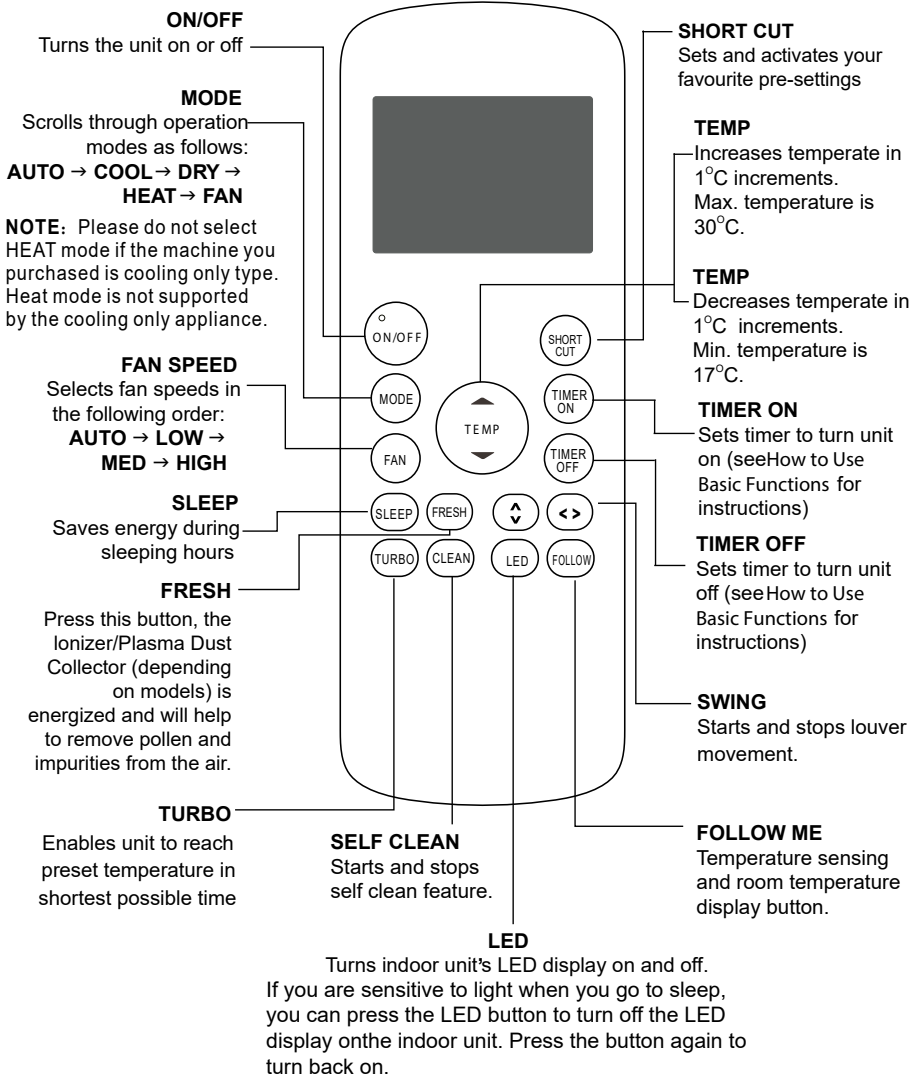 ON/OFF
Turns the unit on or off
MODE
Scrolls through operation
modes as follows:
AUTO → COOL → DRY →
HEAT → FAN
NOTE: Please do not select
HEAT mode if the machine you
purchased is cooling only type.
Heat mode is not supported
by the cooling only appliance.
FAN SPEED
Selects fan speeds in
the following order:
AUTO → LOW →
MED → HIGH
SLEEP
Saves energy during
sleeping hours
FRESH
Press this button, the
Ionizer/Plasma Dust
Collector (depending
on models) is
energized and will help
to remove pollen and
impurities from the air.
TURBO
Enables unit to reach
preset temperature in
shortest possible time
ON/OFF
MODE
FAN
SLEEP
FRESH
TURBO
CLEAN
TEMP
SHORT
CUT
TIMER
ON
TIMER
OFF
LED
FOLLOW
SELF CLEAN
Starts and stops
self clean feature.
LED
Turns indoor unit's LED display on and off.
If you are sensitive to light when you go to sleep,
you can press the LED button to turn off the LED
display onthe indoor unit. Press the button again to
turn back on.
SHORT CUT
Sets and activates your
favourite pre-settings
TEMP
Increases temperate in
1°C increments.
Max. temperature is
30°C.
TEMP
Decreases temperate in
1°C increments.
Min. temperature is
17°C.
TIMER ON
Sets timer to turn unit
on (seeHow to Use
Basic Functions for
instructions)
TIMER OFF
Sets timer to turn unit
off (see How to Use
Basic Functions for
instructions)
SWING
Starts and stops louver
movement.
FOLLOW ME
Temperature sensing
and room temperature
display button.